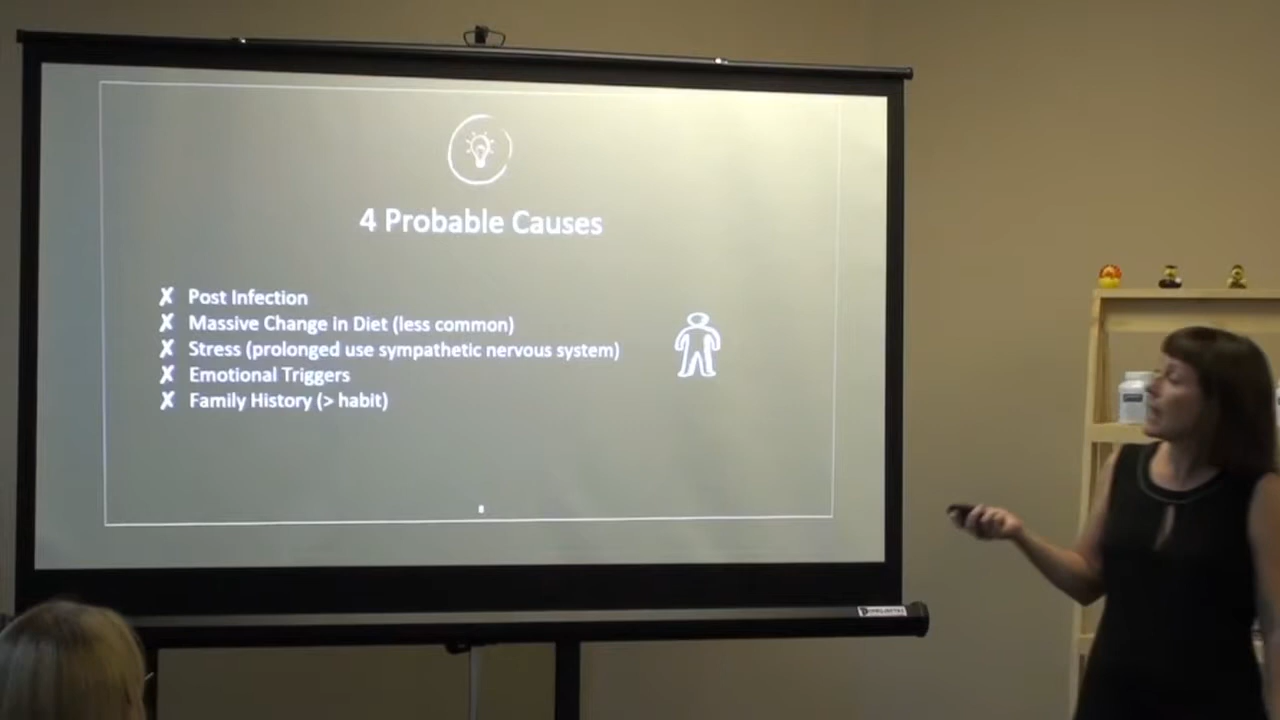 4 Probable Causes
✘ Post Infection
✘ Massive Change in Diet (less common)
✘ Stress (prolonged use sympathetic nervous system)
✘ Emotional Triggers
✘ Family History (> habit)